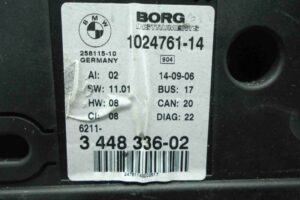 BMW
BORG
INSTRUMENTS
1024761-14
258115-10
GERMANY
904
AI: 02 14-09-06
SW: 11.01 BUS: 17
HW: 08 CAN: 20
CI: 08 DIAG: 22
6211-
3 448 336-02